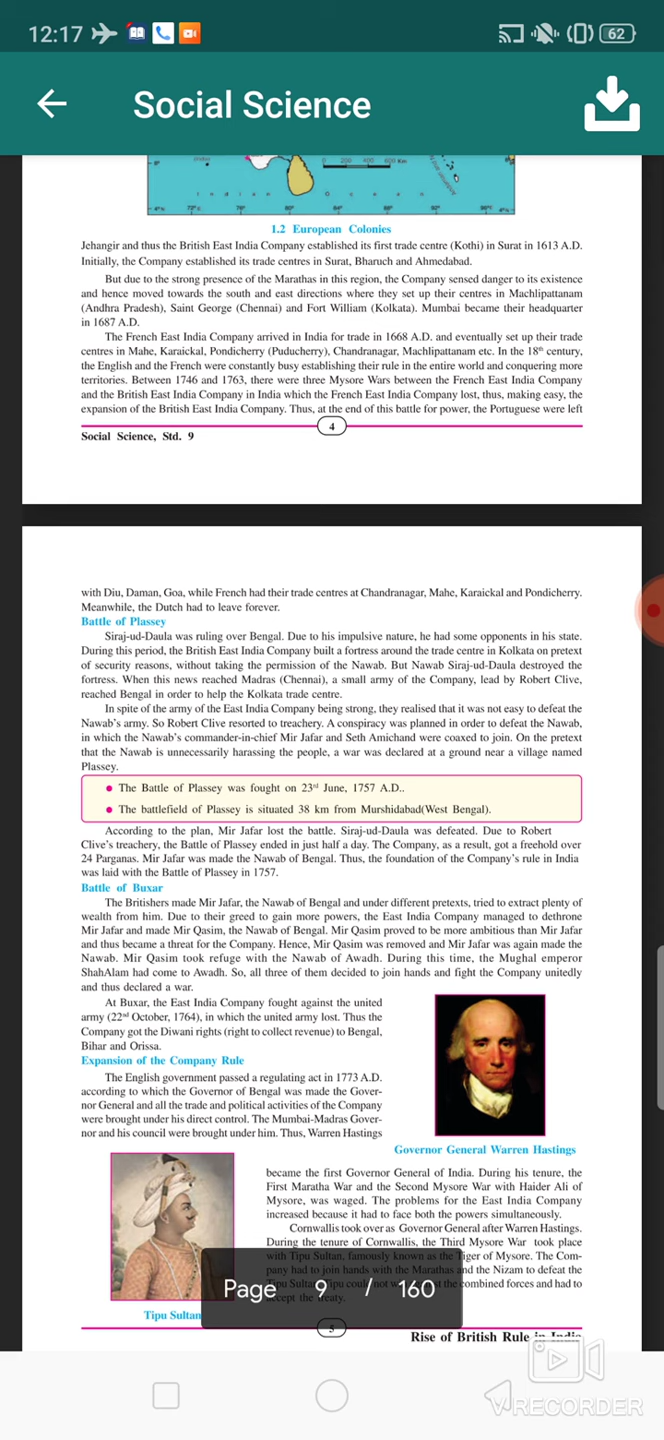 12:17
62
Social Science
0 200 400 600 Km
72° 76° 80° 84° 88° 92°
1.2 European Colonies
Jehangir and thus the British East India Company established its first trade centre (Kothi) in Surat in 1613 A.D.
Initially, the Company established its trade centres in Surat, Bharuch and Ahmedabad.
But due to the strong presence of the Marathas in this region, the Company sensed danger to its existence
and hence moved towards the south and east directions where they set up their centres in Machlipattanam
(Andhra Pradesh), Saint George (Chennai) and Fort William (Kolkata). Mumbai became their headquarter
in 1687 A.D.
The French East India Company arrived in India for trade in 1668 A.D. and eventually set up their trade
centres in Mahe, Karaickal, Pondicherry (Puducherry), Chandranagar, Machlipattanam etc. In the 18th century,
the English and the French were constantly busy establishing their rule in the entire world and conquering more
territories. Between 1746 and 1763, there were three Mysore Wars between the French East India Company
and the British East India Company in India which the French East India Company lost, thus, making easy, the
expansion of the British East India Company. Thus, at the end of this battle for power, the Portuguese were left
4
Social Science, Std. 9
with Diu, Daman, Goa, while French had their trade centres at Chandranagar, Mahe, Karaickal and Pondicherry.
Meanwhile, the Dutch had to leave forever.
Battle of Plassey
Siraj-ud-Daula was ruling over Bengal. Due to his impulsive nature, he had some opponents in his state.
During this period, the British East India Company built a fortress around the trade centre in Kolkata on pretext
of security reasons, without taking the permission of the Nawab. But Nawab Siraj-ud-Daula destroyed the
fortress. When this news reached Madras (Chennai), a small army of the Company, lead by Robert Clive,
reached Bengal in order to help the Kolkata trade centre.
In spite of the army of the East India Company being strong, they realised that it was not easy to defeat the
Nawab's army. So Robert Clive resorted to treachery. A conspiracy was planned in order to defeat the Nawab,
in which the Nawab's commander-in-chief Mir Jafar and Seth Amichand were coaxed to join. On the pretext
that the Nawab is unnecessarily harassing the people, a war was declared at a ground near a village named
Plassey.
• The Battle of Plassey was fought on 23rd June, 1757 A.D..
• The battlefield of Plassey is situated 38 km from Murshidabad(West Bengal).
According to the plan, Mir Jafar lost the battle. Siraj-ud-Daula was defeated. Due to Robert
Clive's treachery, the Battle of Plassey ended in just half a day. The Company, as a result, got a freehold over
24 Parganas. Mir Jafar was made the Nawab of Bengal. Thus, the foundation of the Company's rule in India
was laid with the Battle of Plassey in 1757.
Battle of Buxar
The Britishers made Mir Jafar, the Nawab of Bengal and under different pretexts, tried to extract plenty of
wealth from him. Due to their greed to gain more powers, the East India Company managed to dethrone
Mir Jafar and made Mir Qasim, the Nawab of Bengal. Mir Qasim proved to be more ambitious than Mir Jafar
and thus became a threat for the Company. Hence, Mir Qasim was removed and Mir Jafar was again made the
Nawab. Mir Qasim took refuge with the Nawab of Awadh. During this time, the Mughal emperor
ShahAlam had come to Awadh. So, all three of them decided to join hands and fight the Company unitedly
and thus declared a war.
At Buxar, the East India Company fought against the united
army (22nd October, 1764), in which the united army lost. Thus the
Company got the Diwani rights (right to collect revenue) to Bengal,
Bihar and Orissa.
Expansion of the Company Rule
The English government passed a regulating act in 1773 A.D.
according to which the Governor of Bengal was made the Gover-
nor General and all the trade and political activities of the Company
were brought under his direct control. The Mumbai-Madras Gover-
nor and his council were brought under him. Thus, Warren Hastings
Governor General Warren Hastings
became the first Governor General of India. During his tenure, the
First Maratha War and the Second Mysore War with Haider Ali of
Mysore, was waged. The problems for the East India Company
increased because it had to face both the powers simultaneously.
Cornwallis took over as Governor General after Warren Hastings.
During the tenure of Cornwallis, the Third Mysore War took place
with Tipu Sultan, famously known as the Tiger of Mysore. The Com-
pany had to join hands with the Marathas and the Nizam to defeat the
Tipu Sultan. Tipu could not the combined forces and had to
accept the treaty.
Tipu Sultan
Page 9 / 160
5
Rise of British Rule in India
VRECORDER